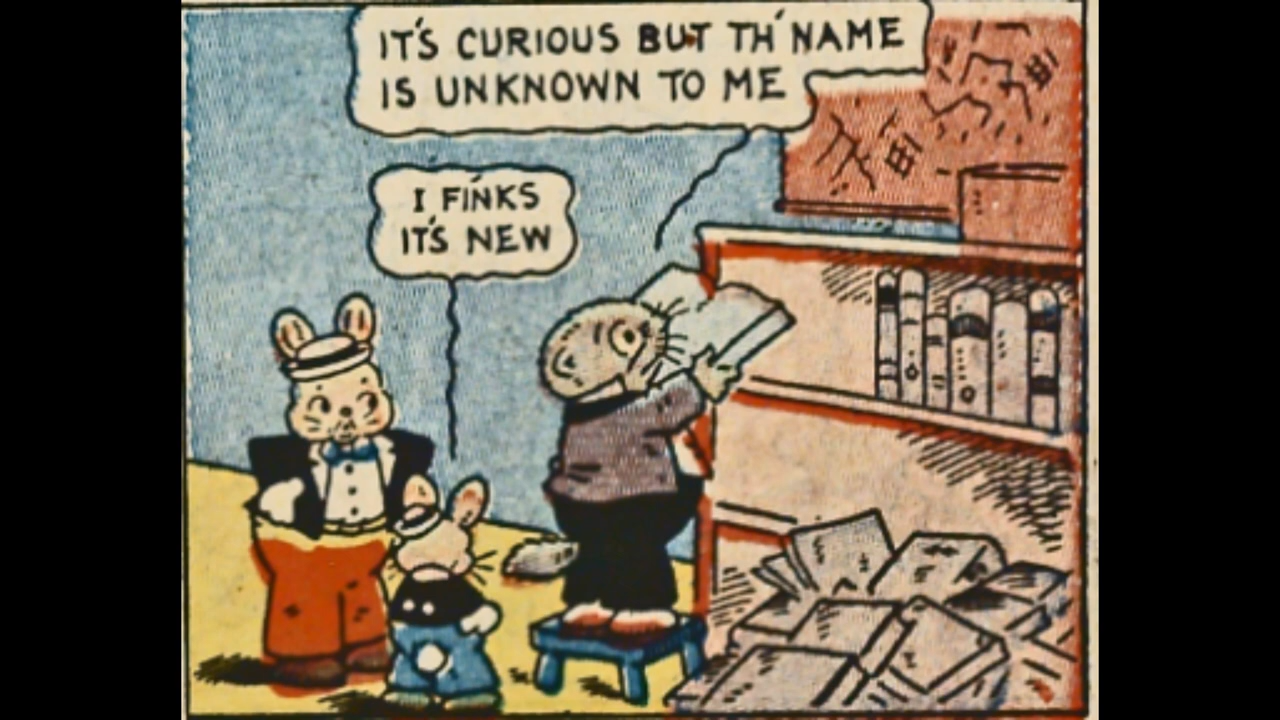 IT'S CURIOUS BUT TH' NAME
IS UNKNOWN TO ME
I FINKS
IT'S NEW